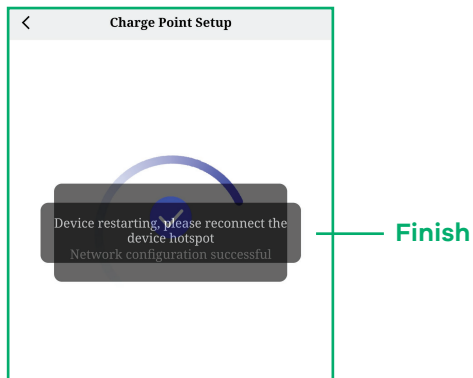 Charge Point Setup
Device restarting, please reconnect the
device hotspot
Network configuration successful
Finish